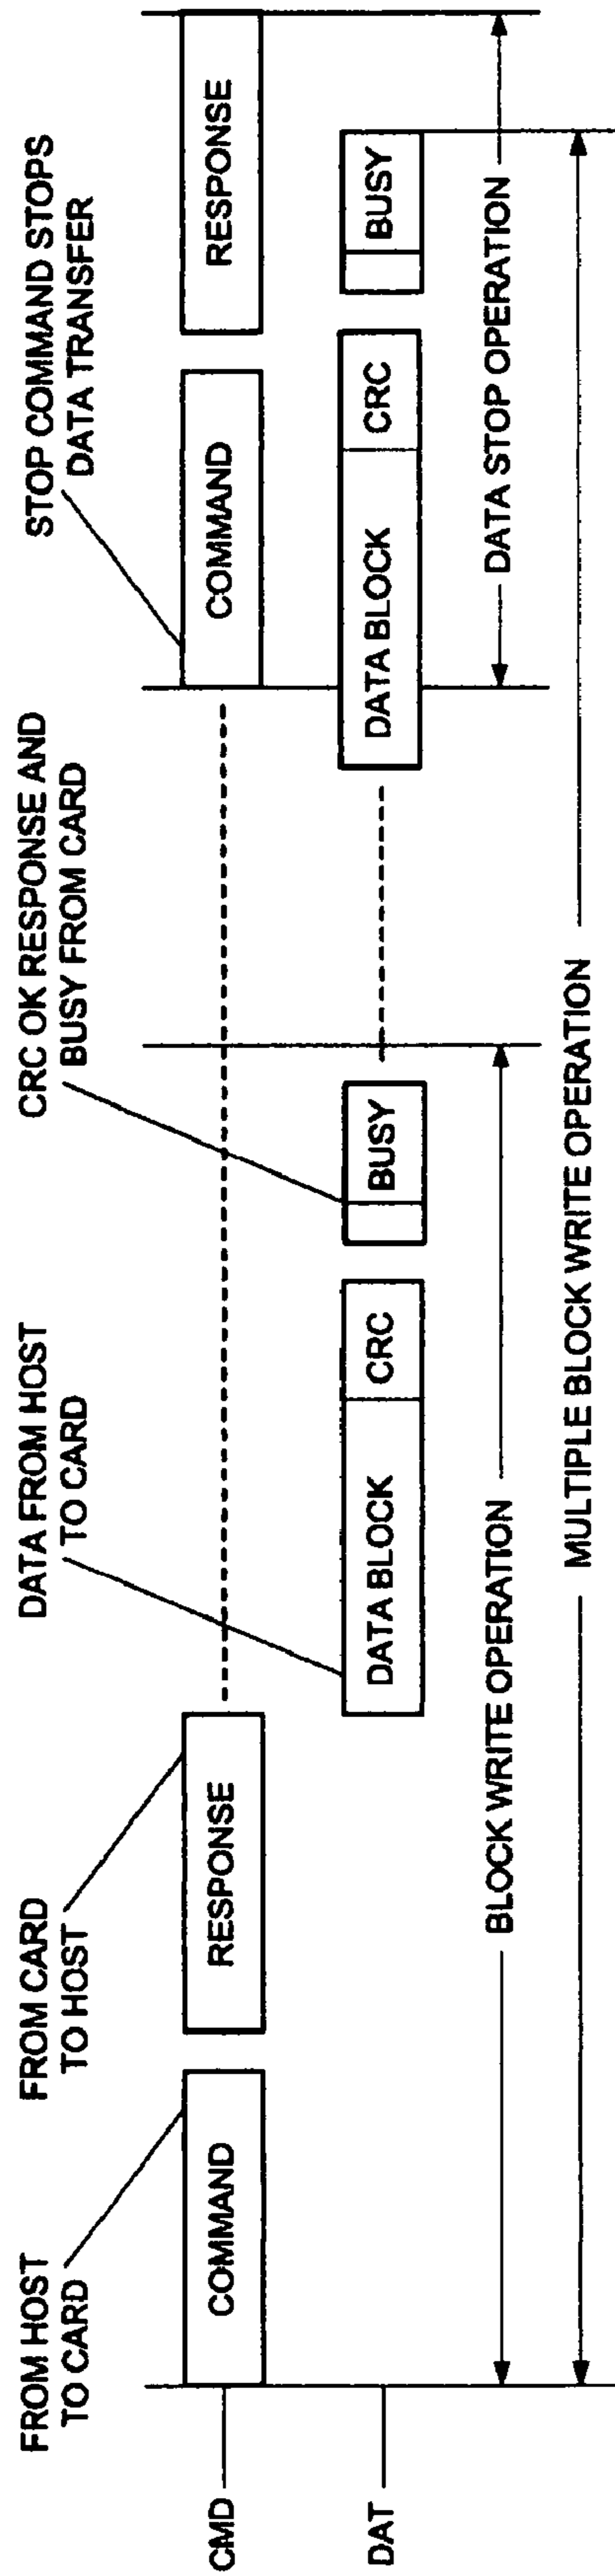 FROM HOST
TO CARD
FROM CARD
TO HOST
DATA FROM HOST
TO CARD
CRC OK RESPONSE AND
BUSY FROM CARD
STOP COMMAND STOPS
DATA TRANSFER
CMD
COMMAND
RESPONSE
COMMAND
RESPONSE
DAT
DATA BLOCK
CRC
BUSY
DATA BLOCK
CRC
BUSY
BLOCK WRITE OPERATION
DATA STOP OPERATION
MULTIPLE BLOCK WRITE OPERATION